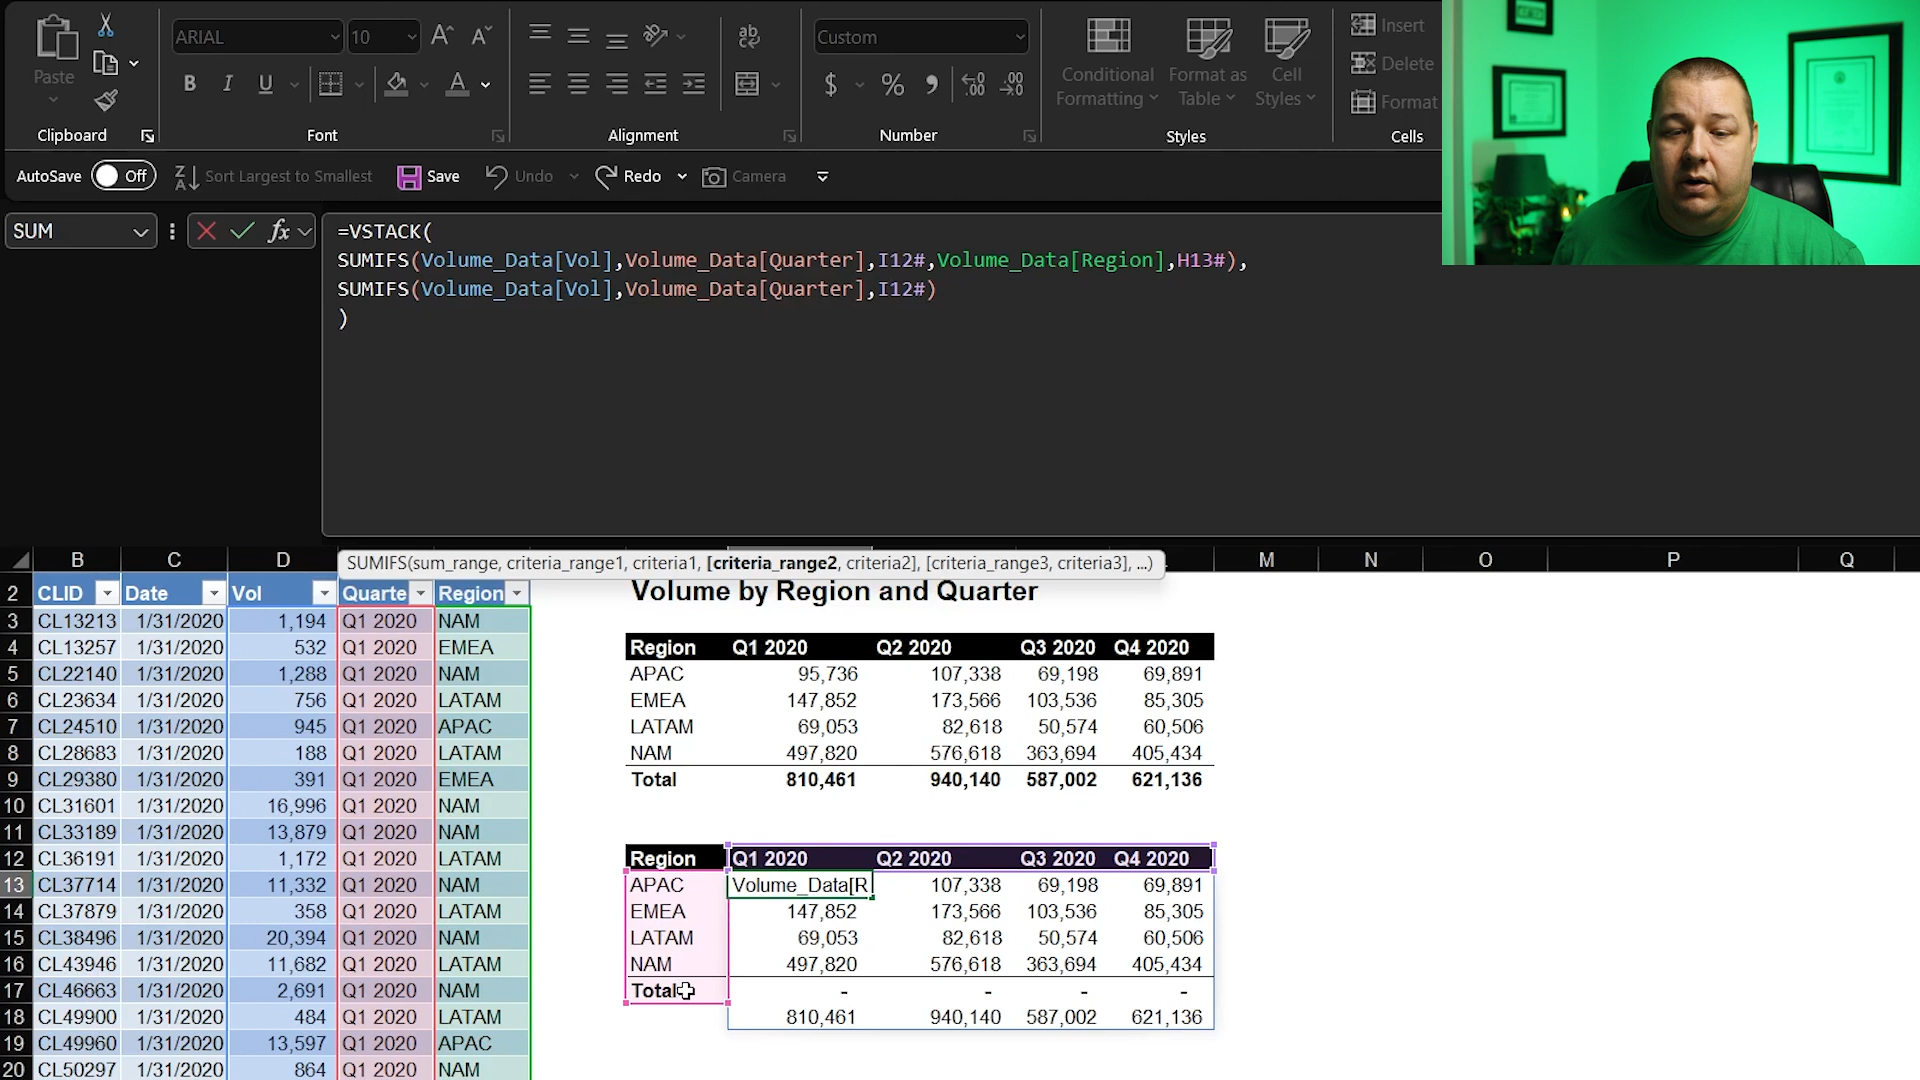 Paste
Clipboard
ARIAL
10
A^ Aˇ
B I U
Font
ab
Alignment
Custom
$ % , .00
Number
Conditional Formatting
Format as Table
Cell Styles
Styles
Insert
Delete
Format
Cells
AutoSave Off
Sort Largest to Smallest
Save
Undo
Redo
Camera
SUM
fx
=VSTACK(
SUMIFS(Volume_Data[Vol],Volume_Data[Quarter],I12#,Volume_Data[Region],H13#),
SUMIFS(Volume_Data[Vol],Volume_Data[Quarter],I12#)
)
B C D M N O P Q
SUMIFS(sum_range, criteria_range1, criteria1, [criteria_range2, criteria2], [criteria_range3, criteria3], ...)
2 CLID Date Vol Quarte Region
3 CL13213 1/31/2020 1,194 Q1 2020 NAM
4 CL13257 1/31/2020 532 Q1 2020 EMEA
5 CL22140 1/31/2020 1,288 Q1 2020 NAM
6 CL23634 1/31/2020 756 Q1 2020 LATAM
7 CL24510 1/31/2020 945 Q1 2020 APAC
8 CL28683 1/31/2020 188 Q1 2020 LATAM
9 CL29380 1/31/2020 391 Q1 2020 EMEA
10 CL31601 1/31/2020 16,996 Q1 2020 NAM
11 CL33189 1/31/2020 13,879 Q1 2020 NAM
12 CL36191 1/31/2020 1,172 Q1 2020 LATAM
13 CL37714 1/31/2020 11,332 Q1 2020 NAM
14 CL37879 1/31/2020 358 Q1 2020 LATAM
15 CL38496 1/31/2020 20,394 Q1 2020 NAM
16 CL43946 1/31/2020 11,682 Q1 2020 LATAM
17 CL46663 1/31/2020 2,691 Q1 2020 NAM
18 CL49900 1/31/2020 484 Q1 2020 LATAM
19 CL49960 1/31/2020 13,597 Q1 2020 APAC
20 CL50297 1/31/2020 864 Q1 2020 NAM
Volume by Region and Quarter
Region Q1 2020 Q2 2020 Q3 2020 Q4 2020
APAC 95,736 107,338 69,198 69,891
EMEA 147,852 173,566 103,536 85,305
LATAM 69,053 82,618 50,574 60,506
NAM 497,820 576,618 363,694 405,434
Total 810,461 940,140 587,002 621,136
Region Q1 2020 Q2 2020 Q3 2020 Q4 2020
APAC Volume_Data[R 107,338 69,198 69,891
EMEA 147,852 173,566 103,536 85,305
LATAM 69,053 82,618 50,574 60,506
NAM 497,820 576,618 363,694 405,434
Total - - - -
810,461 940,140 587,002 621,136